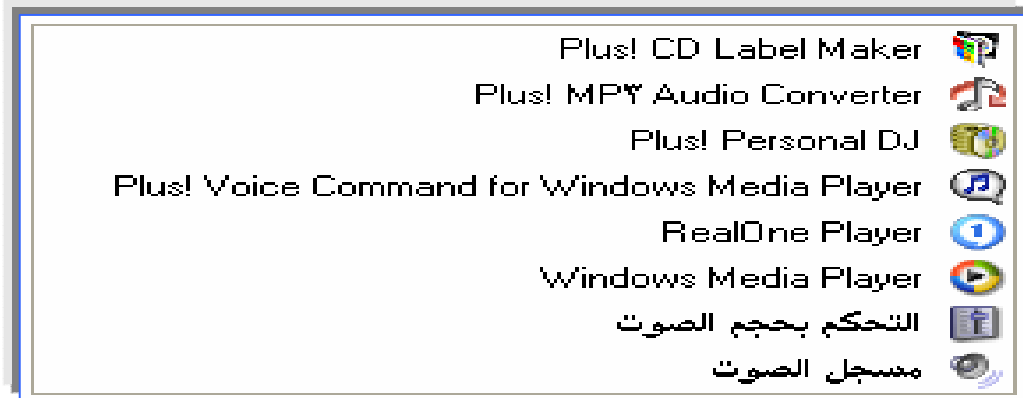 Plus! CD Label Maker
Plus! MP٣ Audio Converter
Plus! Personal DJ
Plus! Voice Command for Windows Media Player
RealOne Player
Windows Media Player
التحكم بحجم الصوت
مسجل الصوت